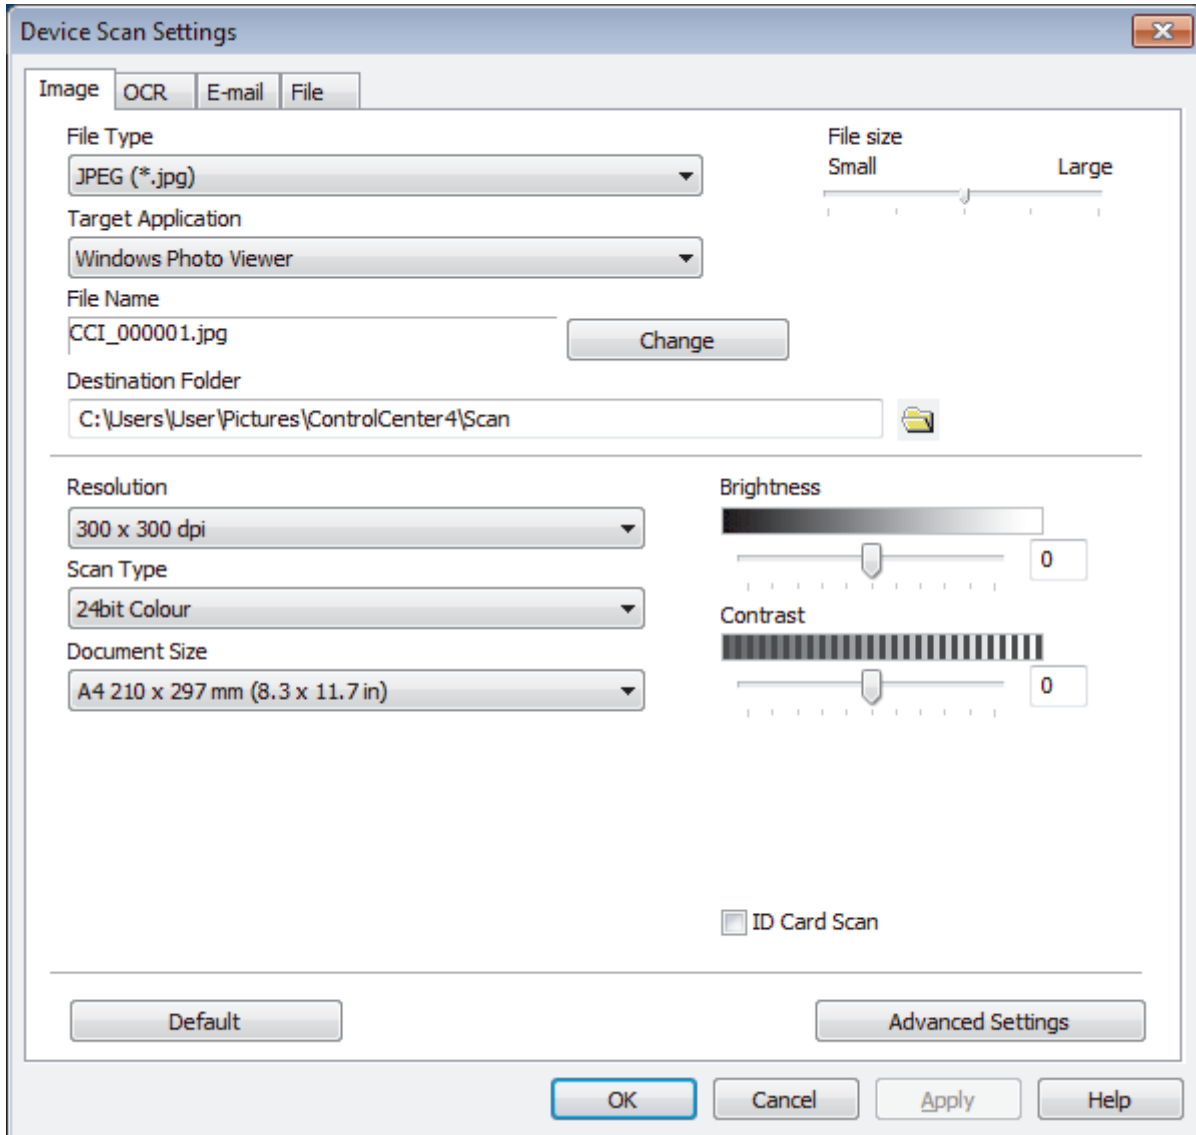 Device Scan Settings
Image OCR E-mail File
File Type
JPEG (*.jpg)
File size
Small Large
Target Application
Windows Photo Viewer
File Name
CCI_000001.jpg
Change
Destination Folder
C:\Users\User\Pictures\ControlCenter4\Scan
Resolution
300 x 300 dpi
Scan Type
24bit Colour
Document Size
A4 210 x 297 mm (8.3 x 11.7 in)
Brightness
0
Contrast
0
ID Card Scan
Default
Advanced Settings
OK Cancel Apply Help